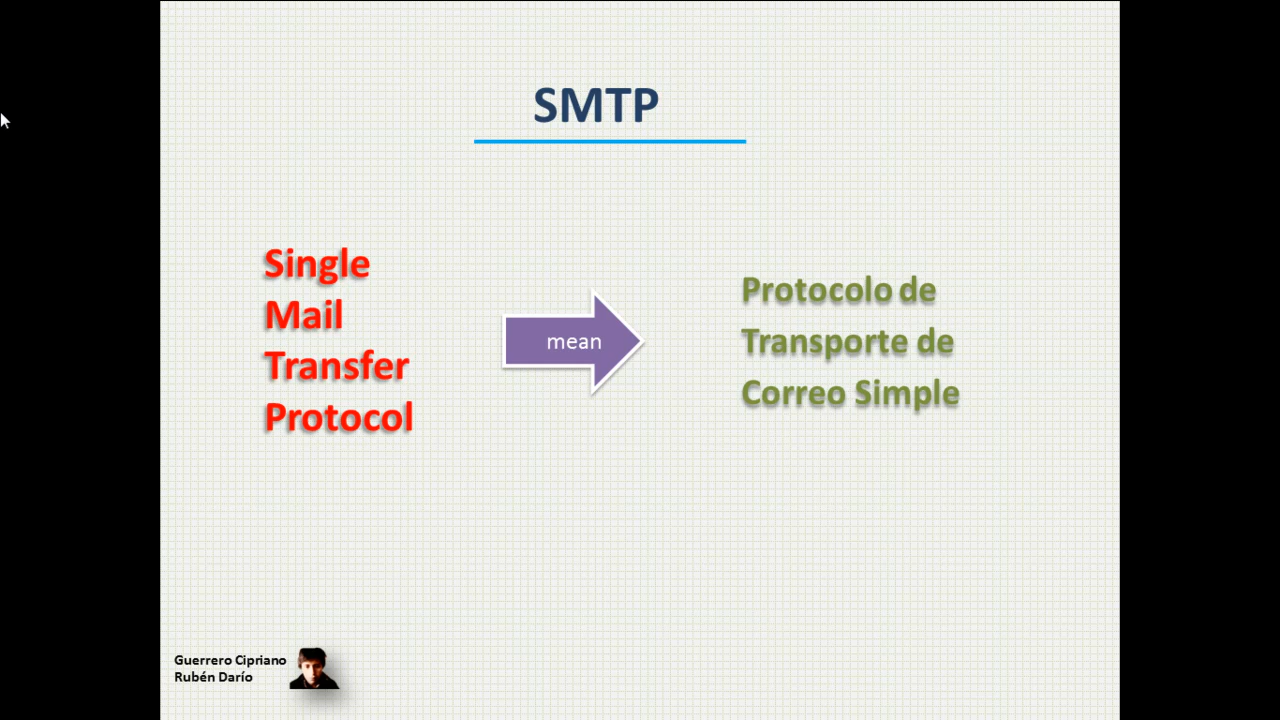 SMTP
Single
Mail
Transfer
Protocol
mean
Protocolo de
Transporte de
Correo Simple
Guerrero Cipriano
Rubén Darío